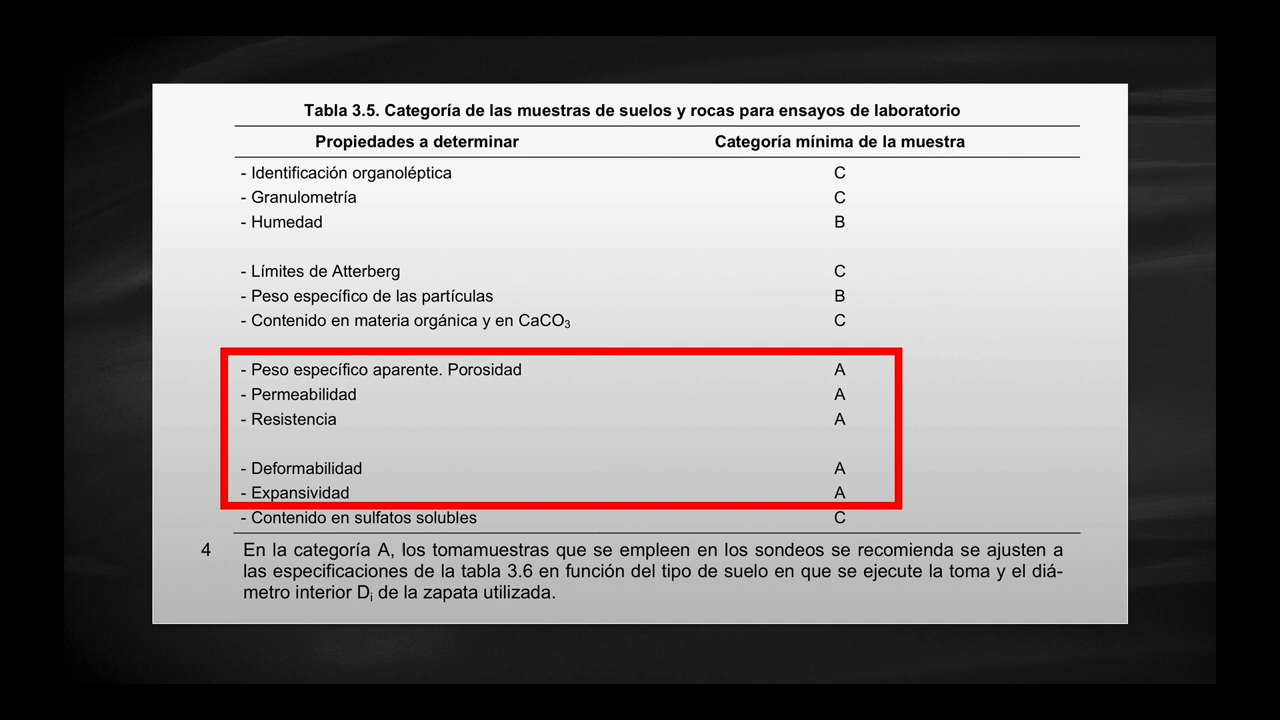 Tabla 3.5. Categoría de las muestras de suelos y rocas para ensayos de laboratorio
Propiedades a determinar Categoría mínima de la muestra
- Identificación organoléptica C
- Granulometría C
- Humedad B
- Límites de Atterberg C
- Peso específico de las partículas B
- Contenido en materia orgánica y en CaCO₃ C
- Peso específico aparente. Porosidad A
- Permeabilidad A
- Resistencia A
- Deformabilidad A
- Expansividad A
- Contenido en sulfatos solubles C
4 En la categoría A, los tomamuestras que se empleen en los sondeos se recomienda se ajusten a
las especificaciones de la tabla 3.6 en función del tipo de suelo en que se ejecute la toma y el diá-
metro interior Dᵢ de la zapata utilizada.